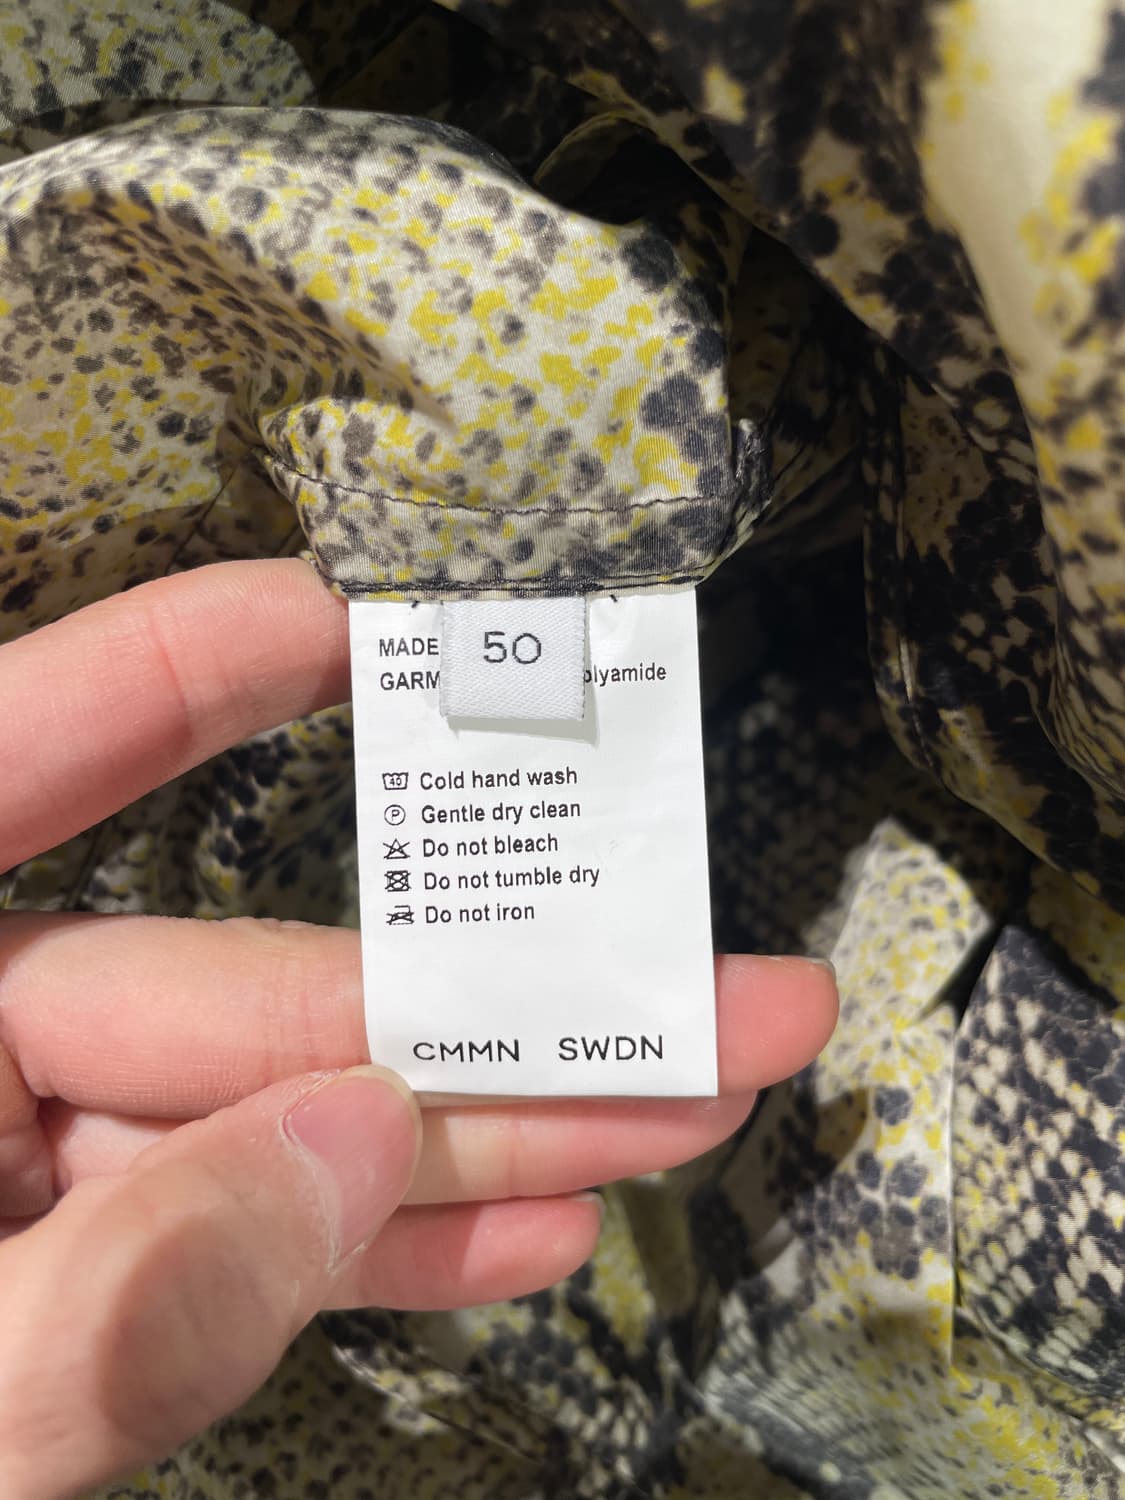 50
MADE
GARM
olyamide
40 Cold hand wash
P Gentle dry clean
Do not bleach
Do not tumble dry
Do not iron
CMMN SWDN